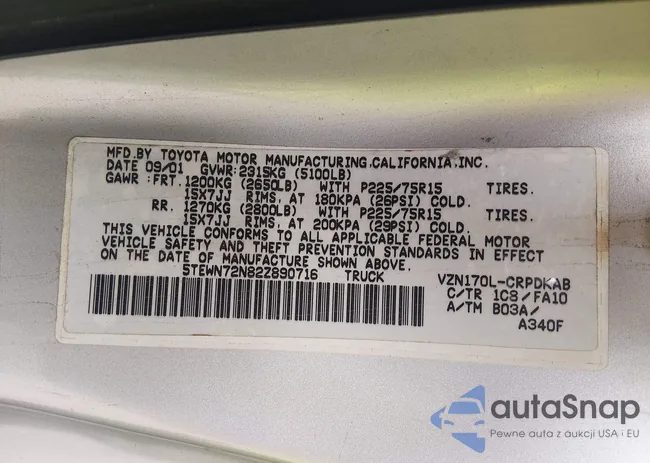 MFD.BY TOYOTA MOTOR MANUFACTURING.CALIFORNIA.INC.
DATE 09/01 GVWR:2315KG (5100LB)
GAWR : FRT. 1200KG (2650LB) WITH P225/75R15 TIRES.
15X7JJ RIMS, AT 180KPA (26PSI) COLD.
RR. 1270KG (2800LB) WITH P225/75R15 TIRES.
15X7JJ RIMS, AT 200KPA (29PSI) COLD.
THIS VEHICLE CONFORMS TO ALL APPLICABLE FEDERAL MOTOR
VEHICLE SAFETY AND THEFT PREVENTION STANDARDS IN EFFECT
ON THE DATE OF MANUFACTURE SHOWN ABOVE.
5TEWN72N82Z890716 TRUCK VZN170L-CRPDKAB
C/TR 1C8/FA10
A/TM B03A/
A340F
autaSnap
Pewne auta z aukcji USA i EU